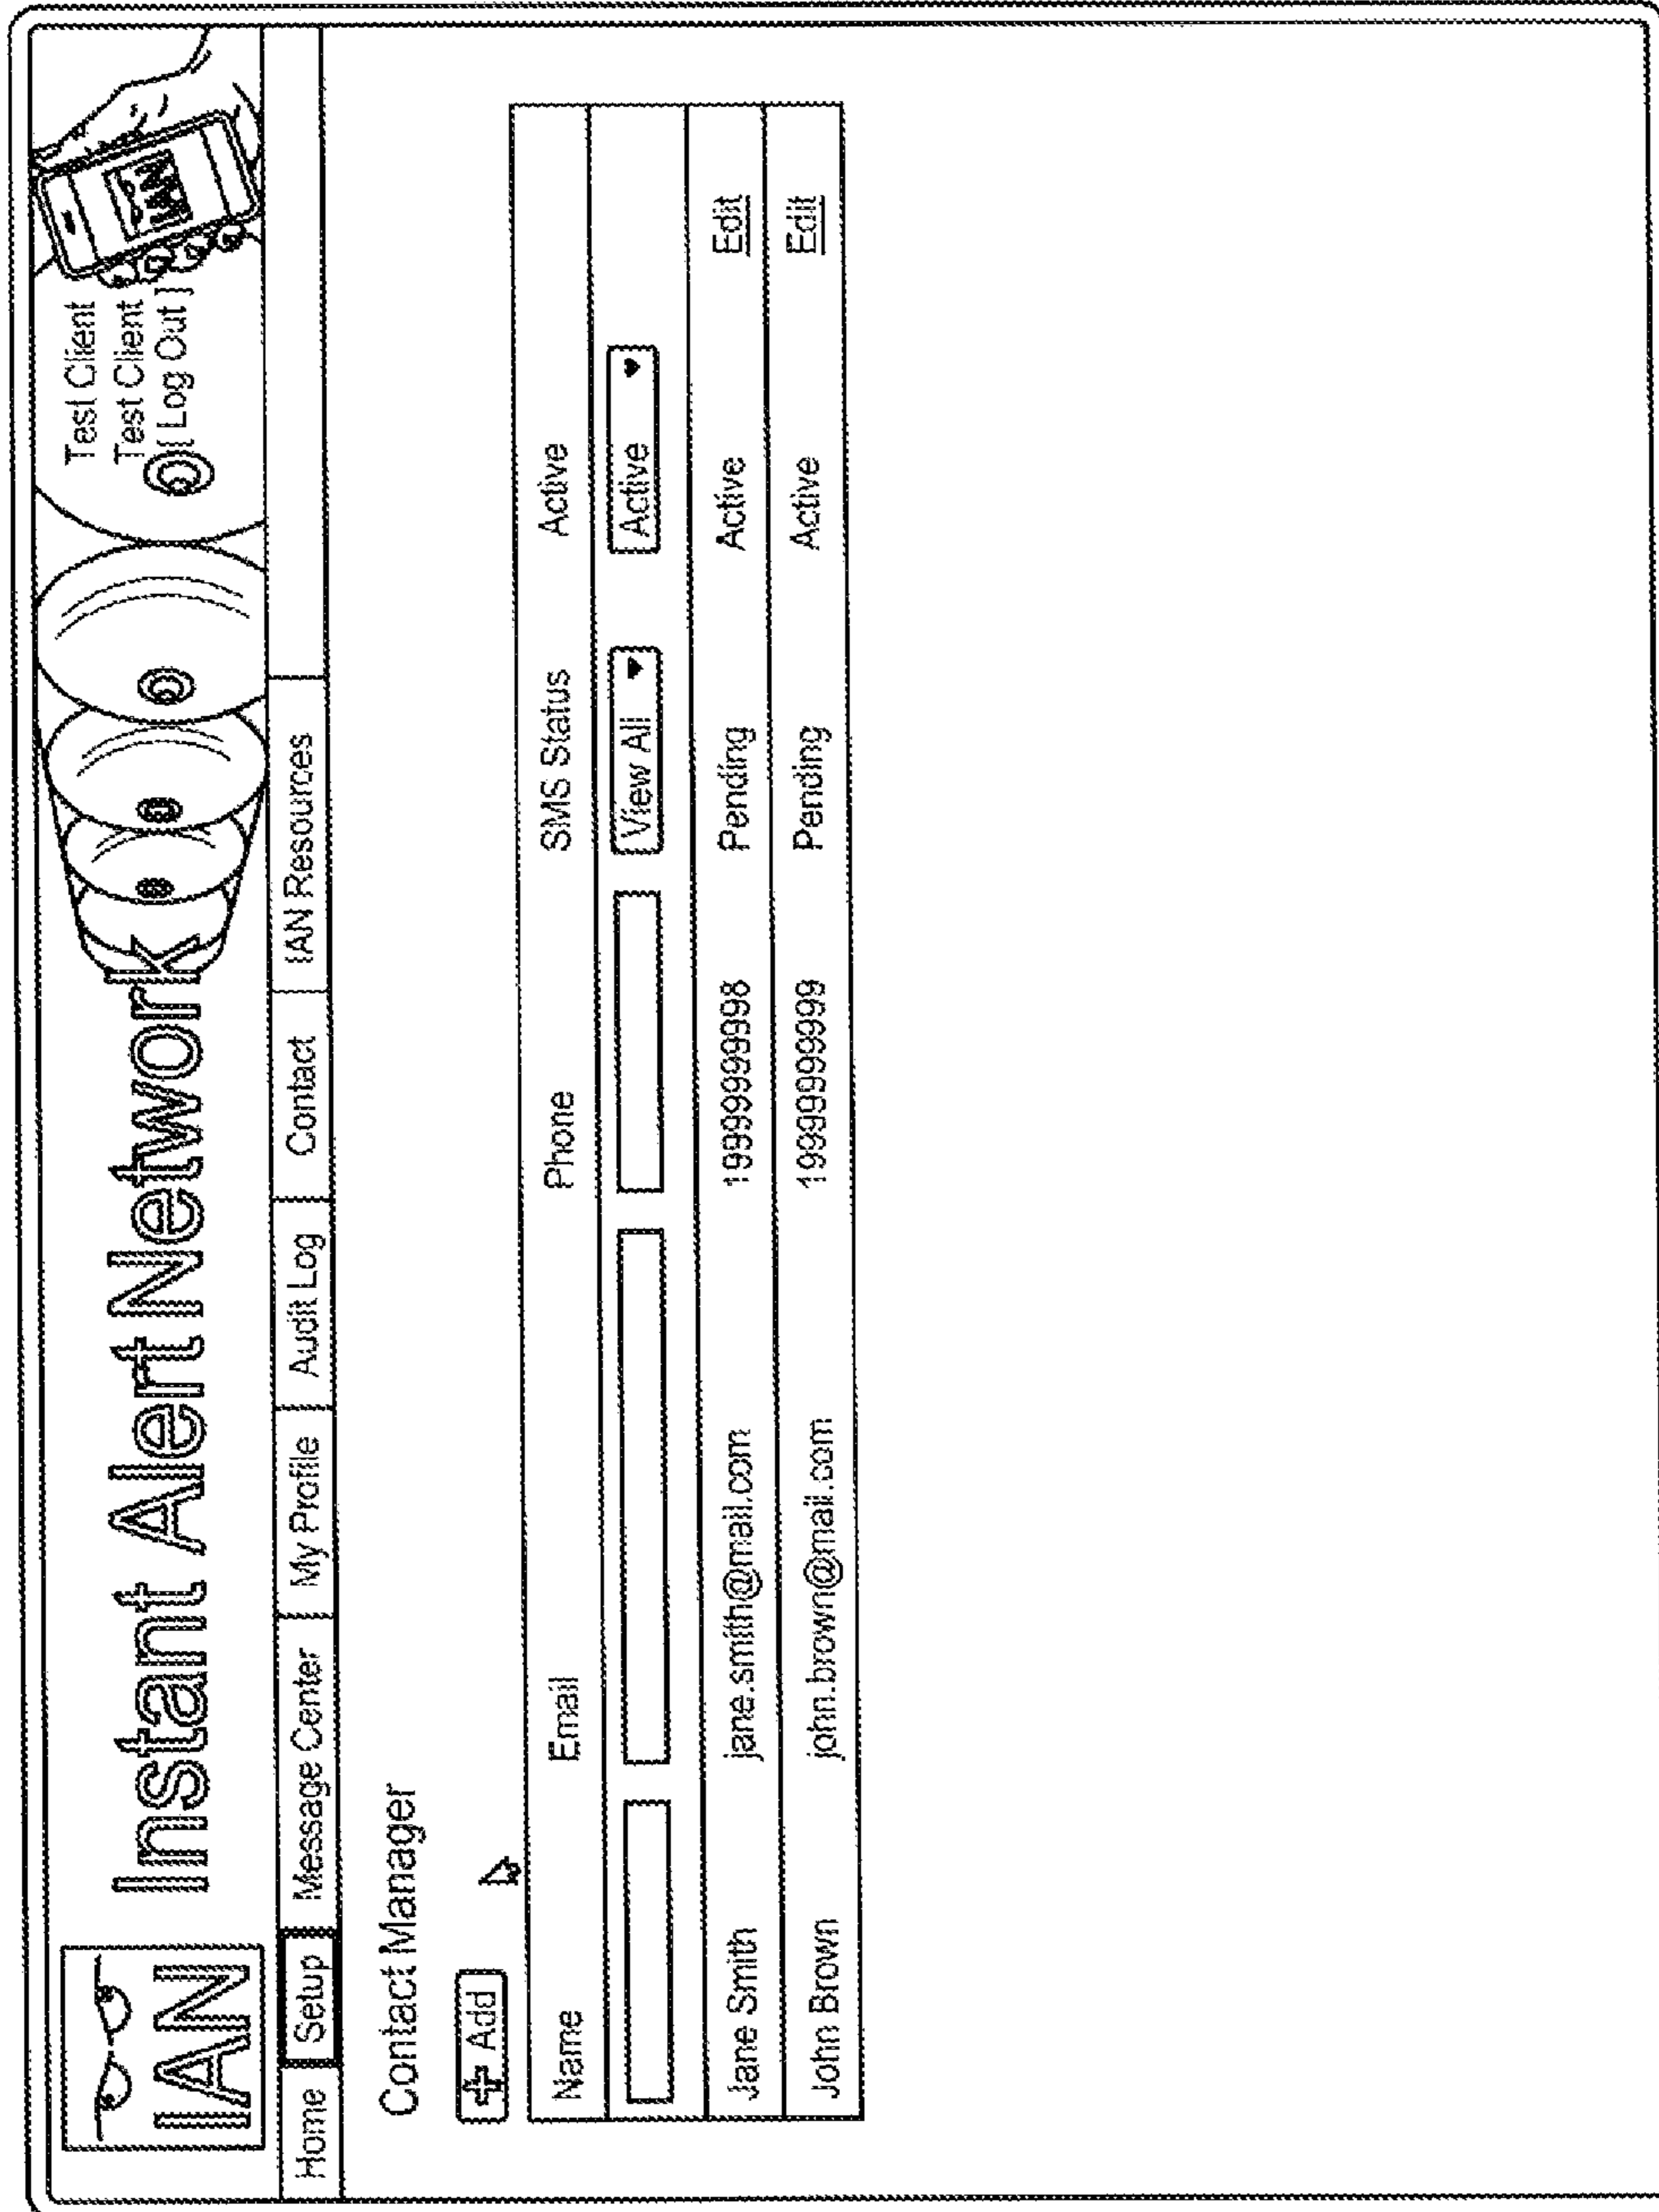 IAN
Instant Alert Network
Test Client
Test Client
[ Log Out ]
IAN
Home Setup Message Center My Profile Audit Log Contact IAN Resources
Contact Manager
Add
Name Email Phone SMS Status Active
View All Active
Jane Smith jane.smith@mail.com 19999999998 Pending Active Edit
John Brown john.brown@mail.com 19999999999 Pending Active Edit